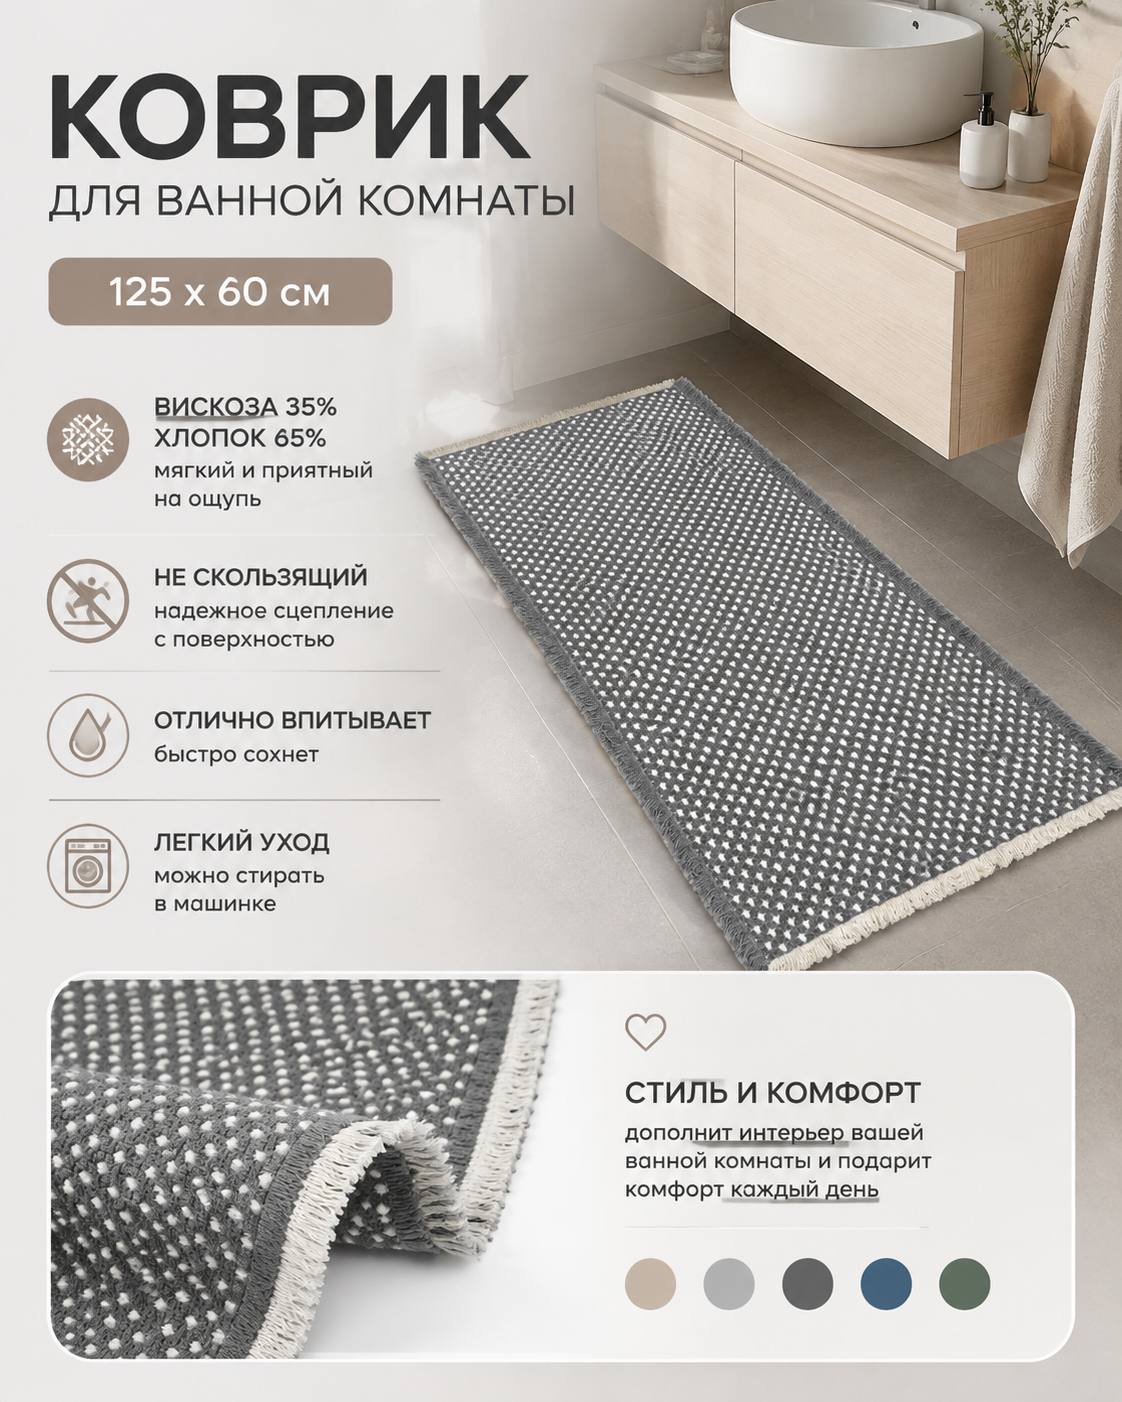 КОВРИК
ДЛЯ ВАННОЙ КОМНАТЫ
125 x 60 см
ВИСКОЗА 35%
ХЛОПОК 65%
мягкий и приятный
на ощупь
НЕ СКОЛЬЗЯЩИЙ
надежное сцепление
с поверхностью
ОТЛИЧНО ВПИТЫВАЕТ
быстро сохнет
ЛЕГКИЙ УХОД
можно стирать
в машинке
СТИЛЬ И КОМФОРТ
дополнит интерьер вашей
ванной комнаты и подарит
комфорт каждый день